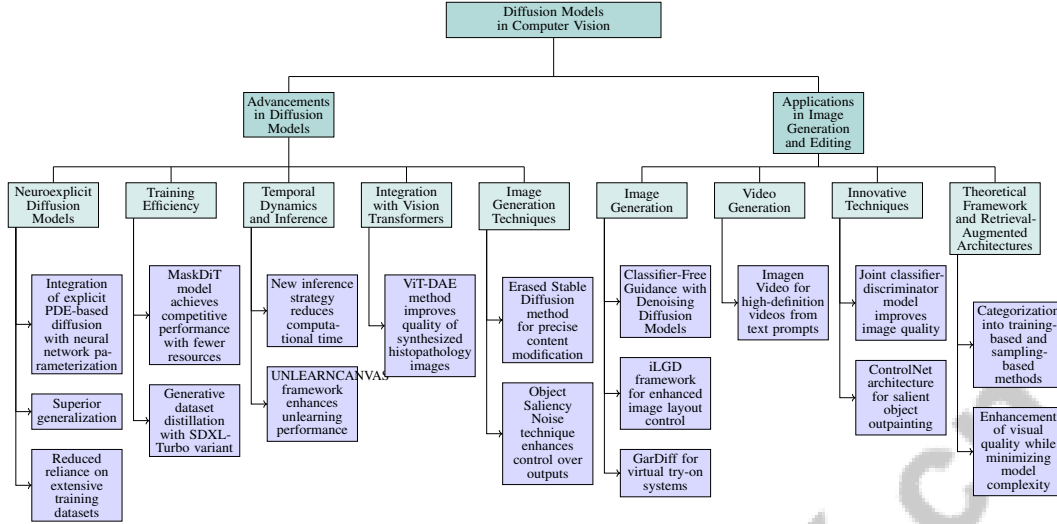 Diffusion Models
in Computer Vision
Advancements
in Diffusion
Models
Applications
in Image
Generation
and Editing
Neuroexplicit
Diffusion
Models
Training
Efficiency
Temporal
Dynamics
and Inference
Integration
with Vision
Transformers
Image
Generation
Techniques
Image
Generation
Video
Generation
Innovative
Techniques
Theoretical
Framework
and Retrieval-
Augmented
Architectures
Integration
of explicit
PDE-based
diffusion
with neural
network pa-
rameterization
Superior
generalization
Reduced
reliance on
extensive
training
datasets
MaskDiT
model
achieves
competitive
performance
with fewer
resources
Generative
dataset
distillation
with SDXL-
Turbo variant
New inference
strategy
reduces
computa-
tional time
UNLEARNCANVAS
framework
enhances
unlearning
performance
ViT-DAE
method
improves
quality of
synthesized
histopathology
images
Erased Stable
Diffusion
method
for precise
content
modification
Object
Saliency
Noise
technique
enhances
control over
outputs
Classifier-Free
Guidance with
Denoising
Diffusion
Models
iLGD
framework
for enhanced
image layout
control
GarDiff for
virtual try-on
systems
Imagen
Video for
high-definition
videos from
text prompts
Joint classifier-
discriminator
model
improves
image quality
ControlNet
architecture
for salient
object
outpainting
Categorization
into training-
based and
sampling-
based methods
Enhancement
of visual
quality while
minimizing
model
complexity